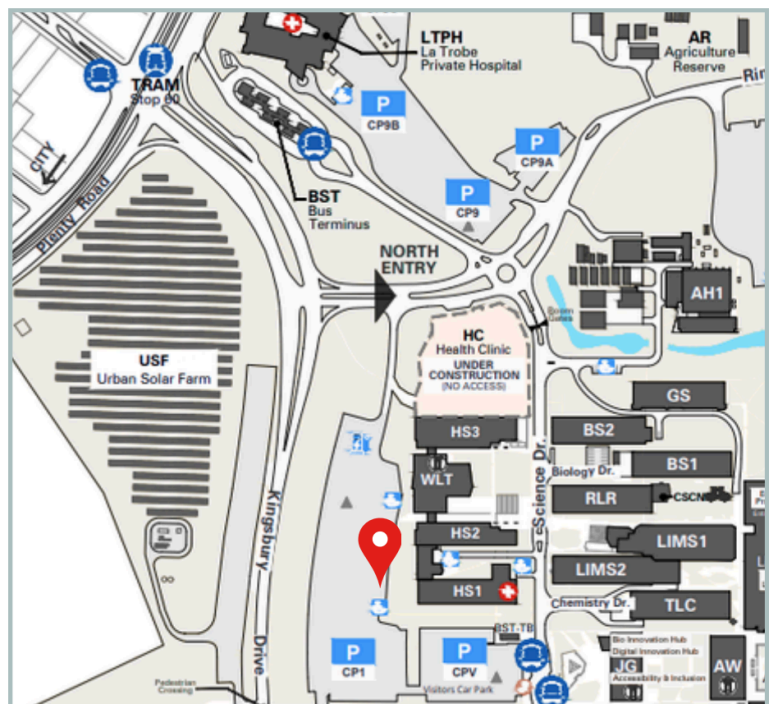 LTPH
La Trobe
Private Hospital
AR
Agriculture
Reserve
TRAM
Stop 60
P
CP9B
P
CP9A
CITY
Plenty Road
P
CP9
BST
Bus
Terminus
NORTH
ENTRY
AH1
Boom
Gates
HC
Health Clinic
UNDER
CONSTRUCTION
(NO ACCESS)
USF
Urban Solar Farm
GS
HS3
BS2
Science Dr.
Biology Dr.
BS1
WLT
RLR
CSCN
Kingsbury Drive
HS2
LIMS1
LIMS2
HS1
Chemistry Dr.
TLC
BST-TB
P
CP1
P
CPV
Visitors Car Park
Bio Innovation Hub
Digital Innovation Hub
JG
Accessibility & Inclusion
AW
Pedestrian
Crossing